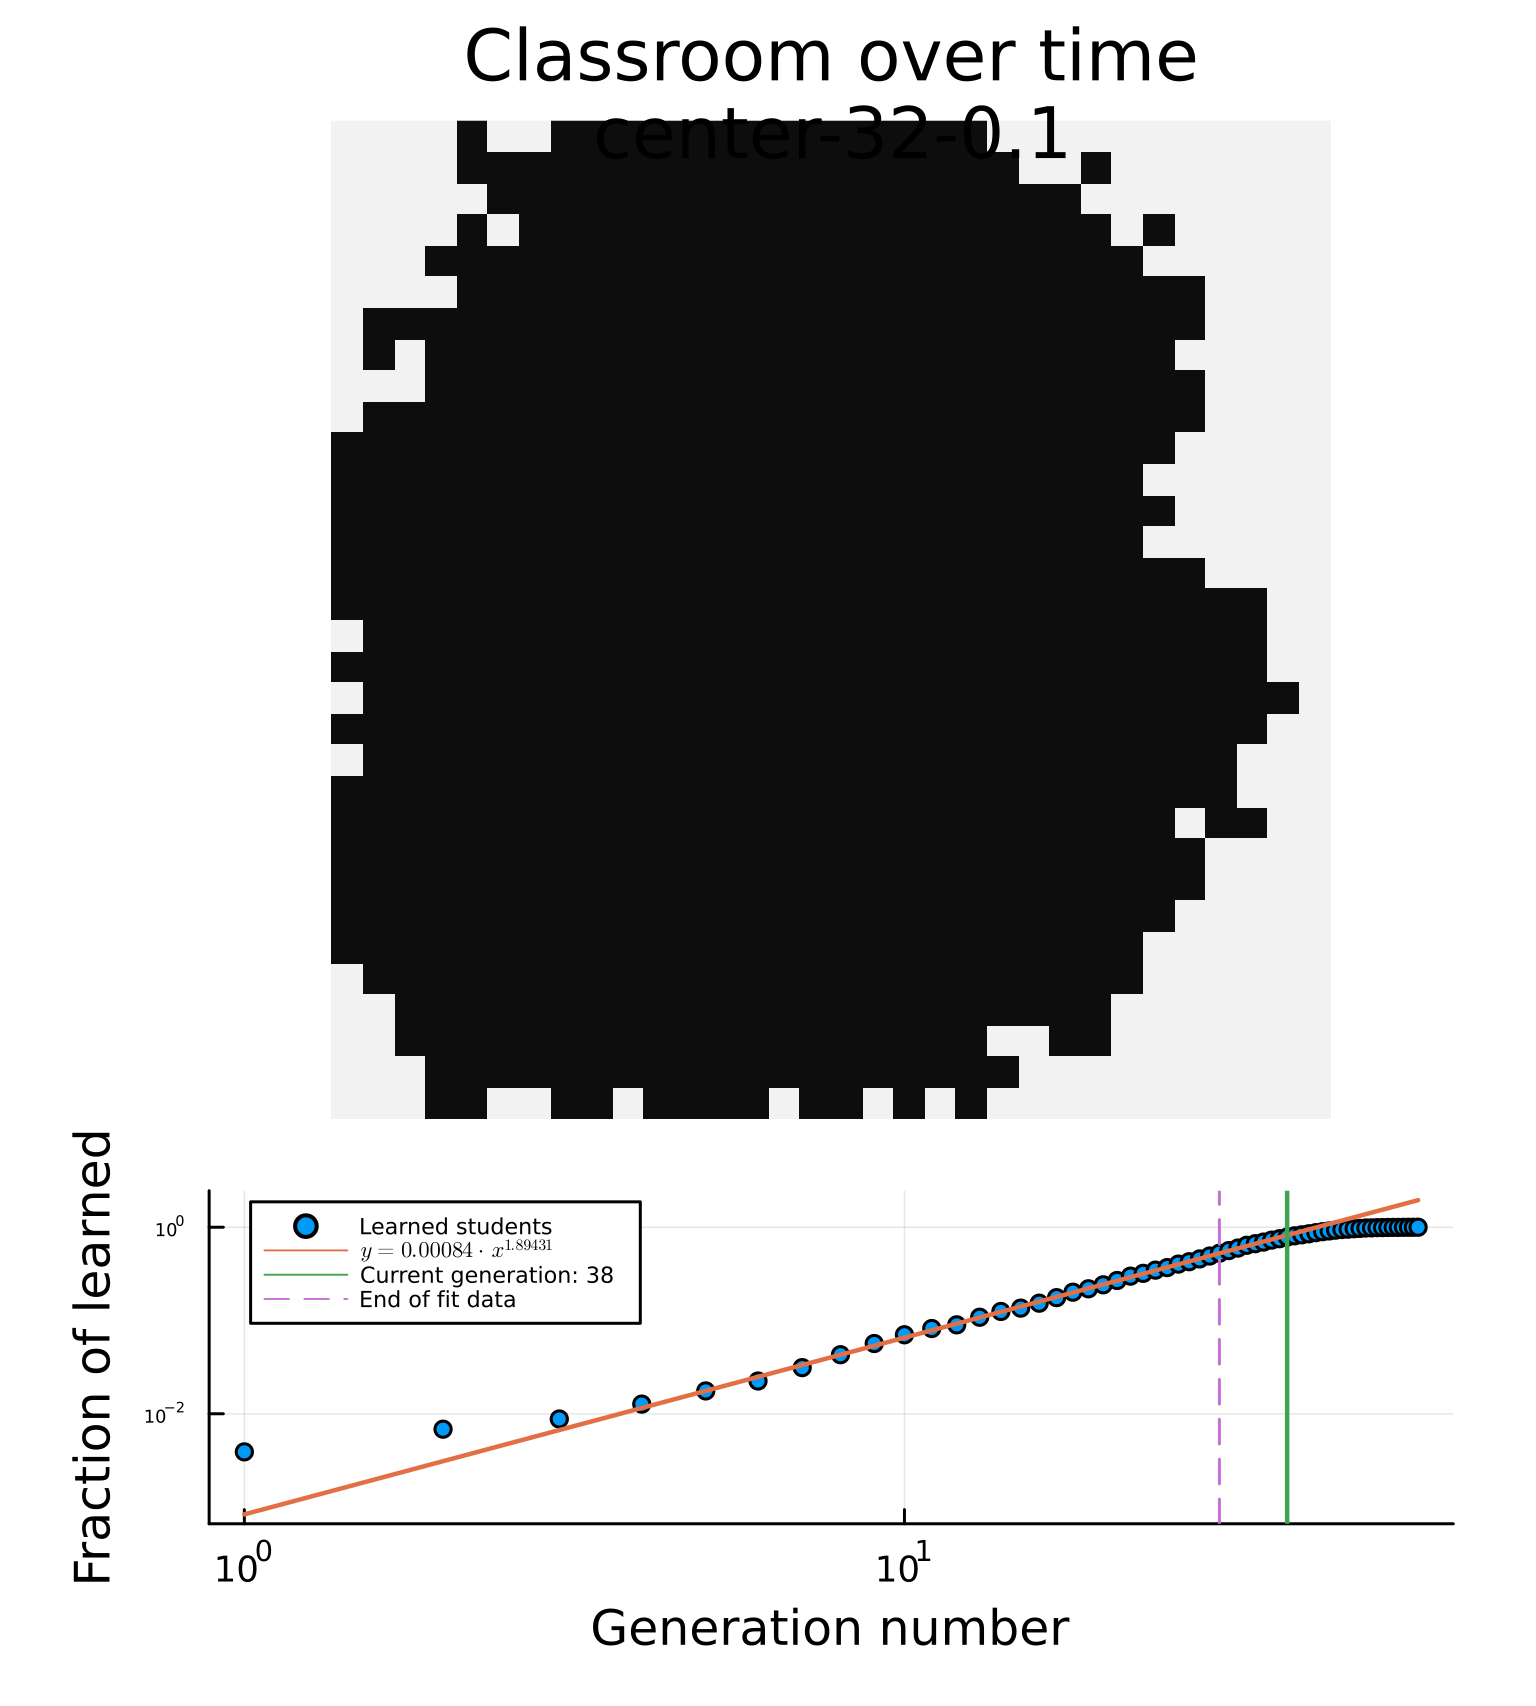 Classroom over time
center-32-0.1
Fraction of learned
10^0
10^-2
Learned students
y = 0.00084 · x^1.89431
Current generation: 38
End of fit data
10^0
10^1
Generation number